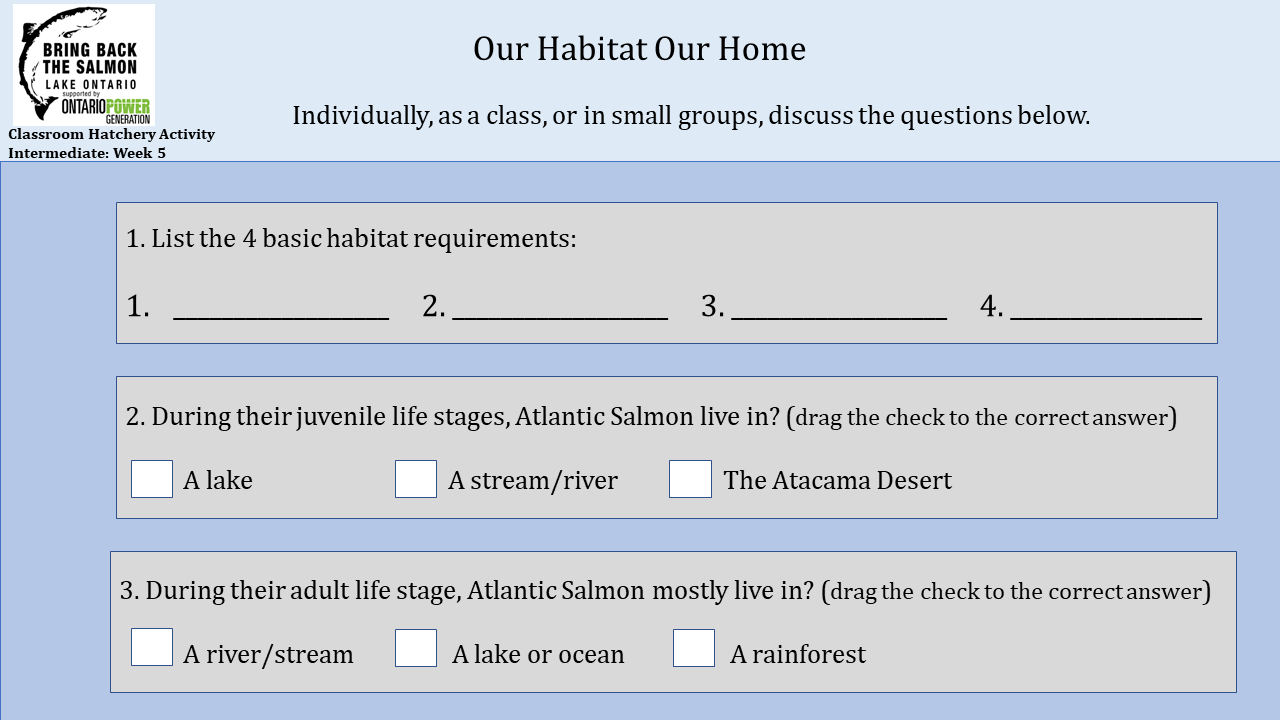 BRING BACK
THE SALMON
LAKE ONTARIO
supported by
ONTARIOPOWER
GENERATION
Classroom Hatchery Activity
Intermediate: Week 5
Our Habitat Our Home
Individually, as a class, or in small groups, discuss the questions below.
1. List the 4 basic habitat requirements:
1. __________________ 2. __________________ 3. __________________ 4. ________________
2. During their juvenile life stages, Atlantic Salmon live in? (drag the check to the correct answer)
A lake A stream/river The Atacama Desert
3. During their adult life stage, Atlantic Salmon mostly live in? (drag the check to the correct answer)
A river/stream A lake or ocean A rainforest